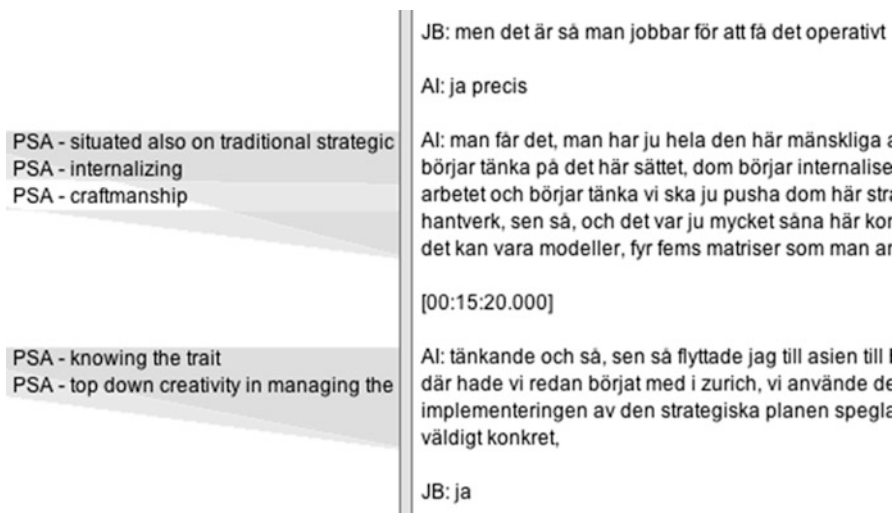 JB: men det är så man jobbar för att få det operativt
AI: ja precis
PSA - situated also on traditional strategic
PSA - internalizing
PSA - craftmanship
AI: man får det, man har ju hela den här mänskliga
börjar tänka på det här sättet, dom börjar
arbetet och börjar tänka vi ska ju pusha dom här
hantverk, sen så, och det var ju mycket såna här
det kan vara modeller, fyr fems matriser som man
[00:15:20.000]
PSA - knowing the trait
PSA - top down creativity in managing the
AI: tänkande och så, sen så flyttade jag till asien till
där hade vi redan börjat med i zurich, vi använde
implementeringen av den strategiska planen
väldigt konkret,
JB: ja